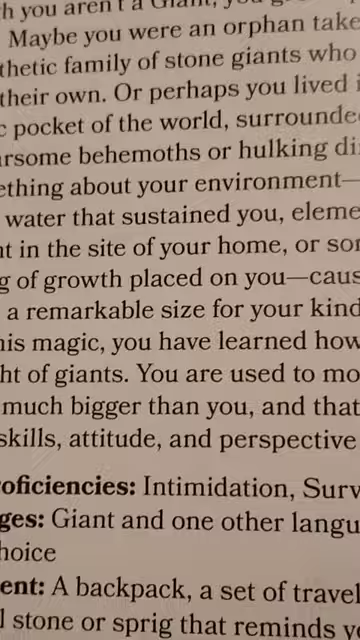 h you aren't a Giant, you g
Maybe you were an orphan take
thetic family of stone giants who
their own. Or perhaps you lived i
c pocket of the world, surrounde
arsome behemoths or hulking di
ething about your environment—
water that sustained you, eleme
nt in the site of your home, or som
g of growth placed on you—caus
a remarkable size for your kind
his magic, you have learned how
ht of giants. You are used to mo
much bigger than you, and that
skills, attitude, and perspective
roficiencies: Intimidation, Surv
ges: Giant and one other langu
hoice
ent: A backpack, a set of travel
l stone or sprig that reminds yo